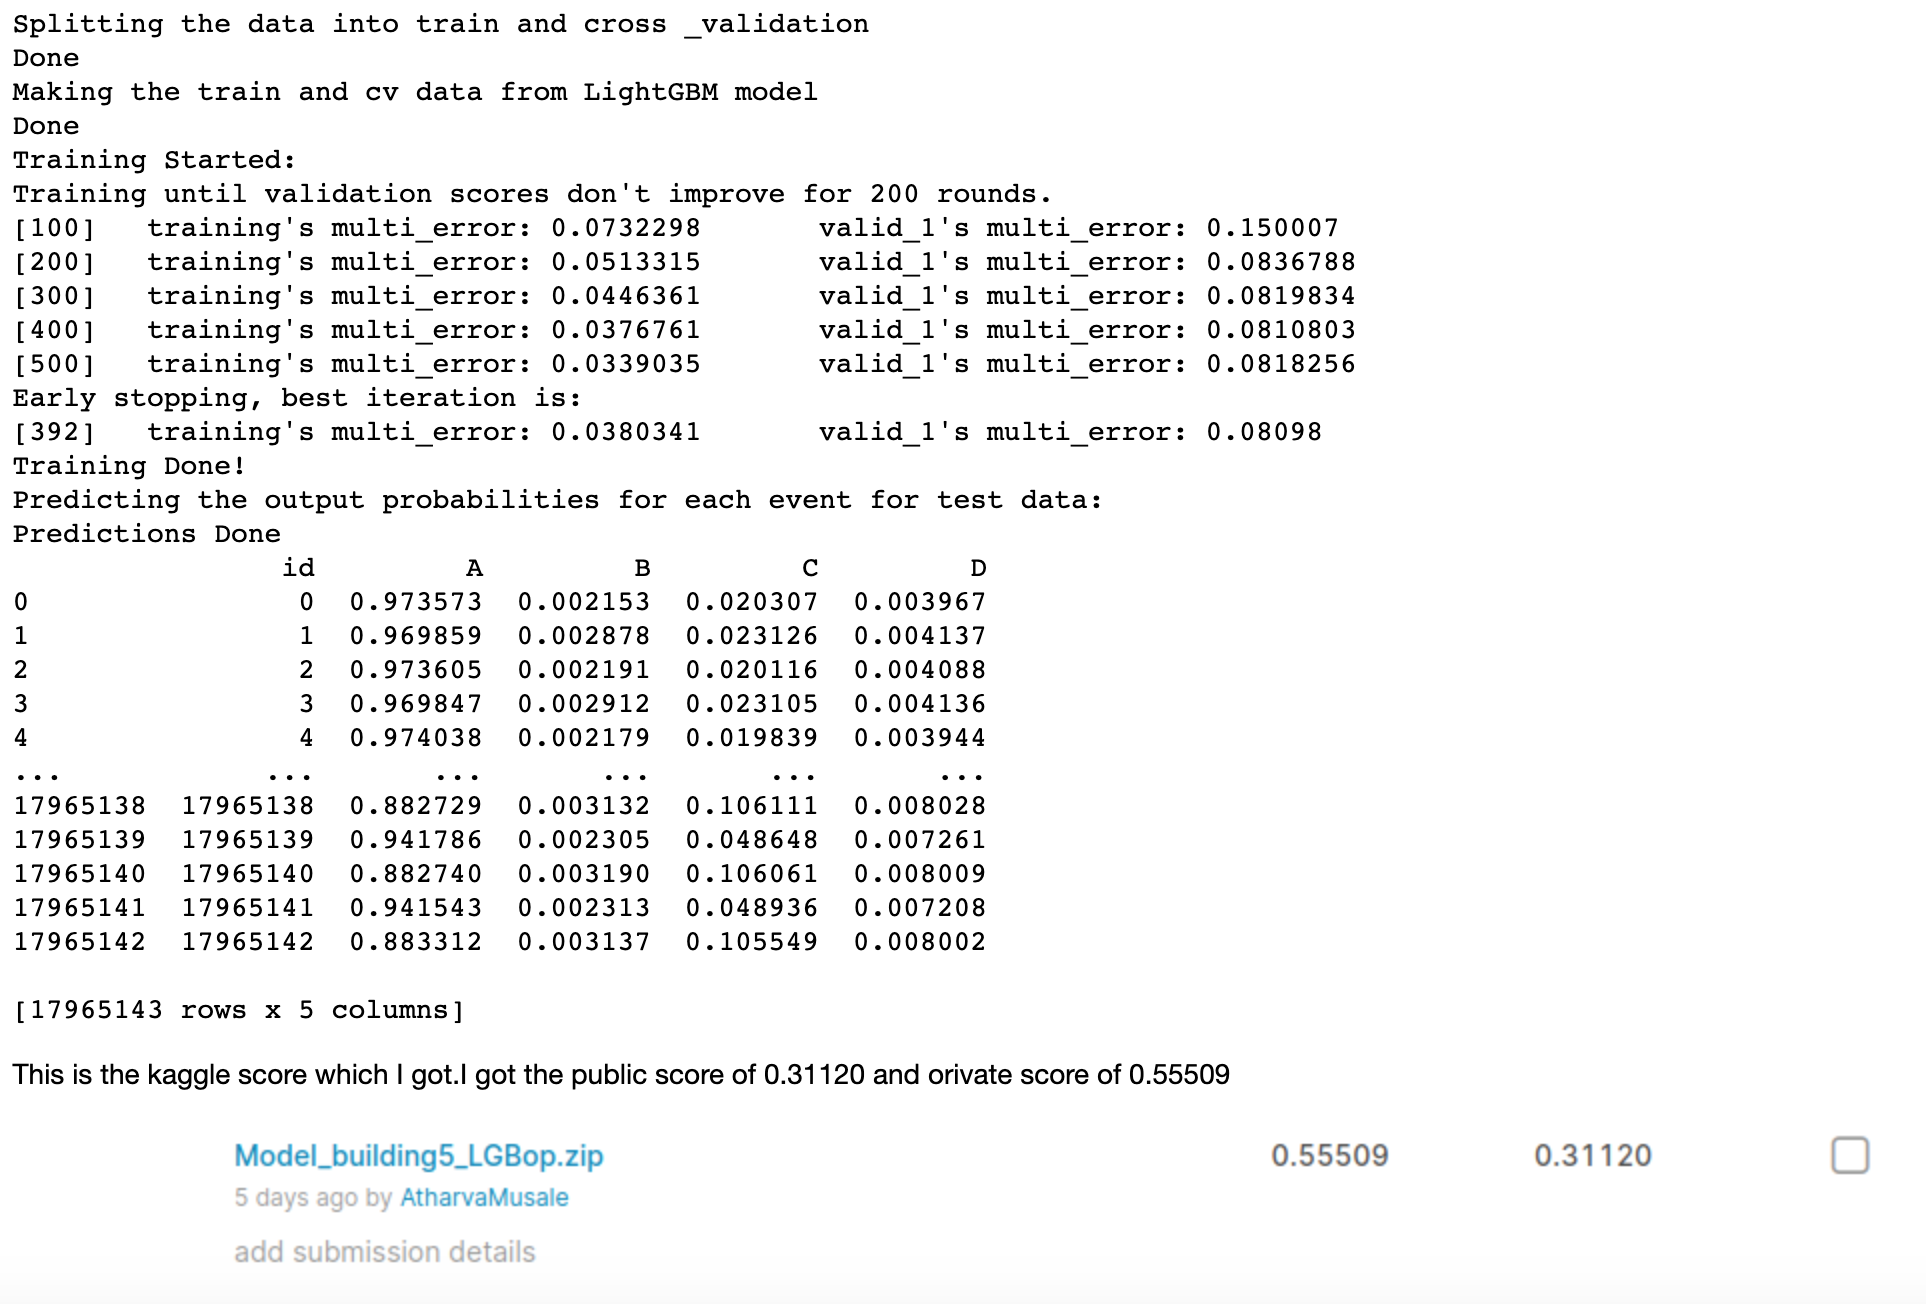 Splitting the data into train and cross _validation
Done
Making the train and cv data from LightGBM model
Done
Training Started:
Training until validation scores don't improve for 200 rounds.
[100]	training's multi_error: 0.0732298	valid_1's multi_error: 0.150007
[200]	training's multi_error: 0.0513315	valid_1's multi_error: 0.0836788
[300]	training's multi_error: 0.0446361	valid_1's multi_error: 0.0819834
[400]	training's multi_error: 0.0376761	valid_1's multi_error: 0.0810803
[500]	training's multi_error: 0.0339035	valid_1's multi_error: 0.0818256
Early stopping, best iteration is:
[392]	training's multi_error: 0.0380341	valid_1's multi_error: 0.08098
Training Done!
Predicting the output probabilities for each event for test data:
Predictions Done
id A B C D
0 0 0.973573 0.002153 0.020307 0.003967
1 1 0.969859 0.002878 0.023126 0.004137
2 2 0.973605 0.002191 0.020116 0.004088
3 3 0.969847 0.002912 0.023105 0.004136
4 4 0.974038 0.002179 0.019839 0.003944
... ... ... ... ... ...
17965138 17965138 0.882729 0.003132 0.106111 0.008028
17965139 17965139 0.941786 0.002305 0.048648 0.007261
17965140 17965140 0.882740 0.003190 0.106061 0.008009
17965141 17965141 0.941543 0.002313 0.048936 0.007208
17965142 17965142 0.883312 0.003137 0.105549 0.008002
[17965143 rows x 5 columns]
This is the kaggle score which I got.I got the public score of 0.31120 and orivate score of 0.55509
Model_building5_LGBop.zip 0.55509 0.31120
5 days ago by AtharvaMusale
add submission details